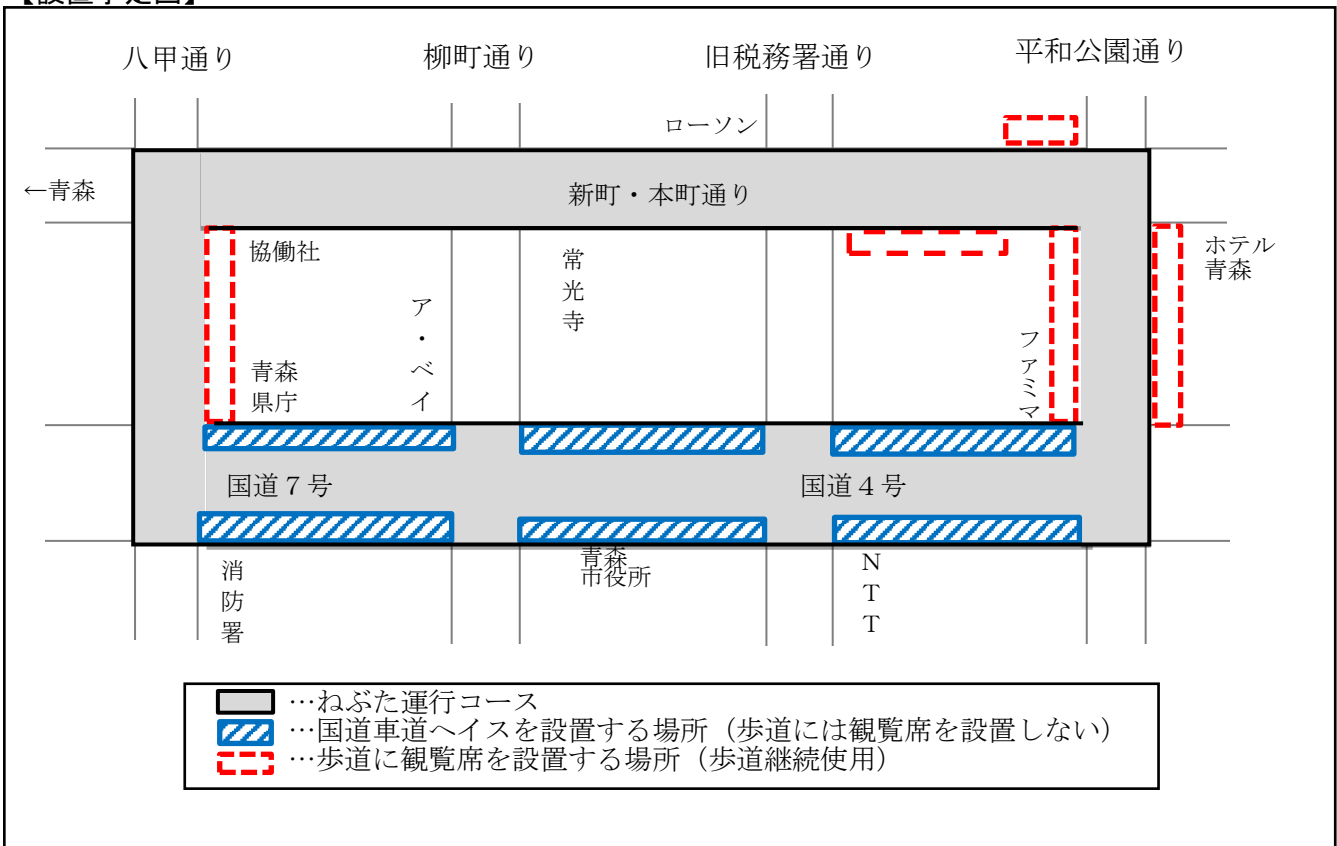 【設置予定図】
八甲通り
柳町通り
旧税務署通り
平和公園通り
ローソン
←青森
新町・本町通り
協働社
常光寺
ホテル
青森
ア・ベイ
ファミマ
青森
県庁
国道7号
国道4号
消防署
青森
市役所
NTT
…ねぶた運行コース
…国道車道へイスを設置する場所（歩道には観覧席を設置しない）
…歩道に観覧席を設置する場所（歩道継続使用）